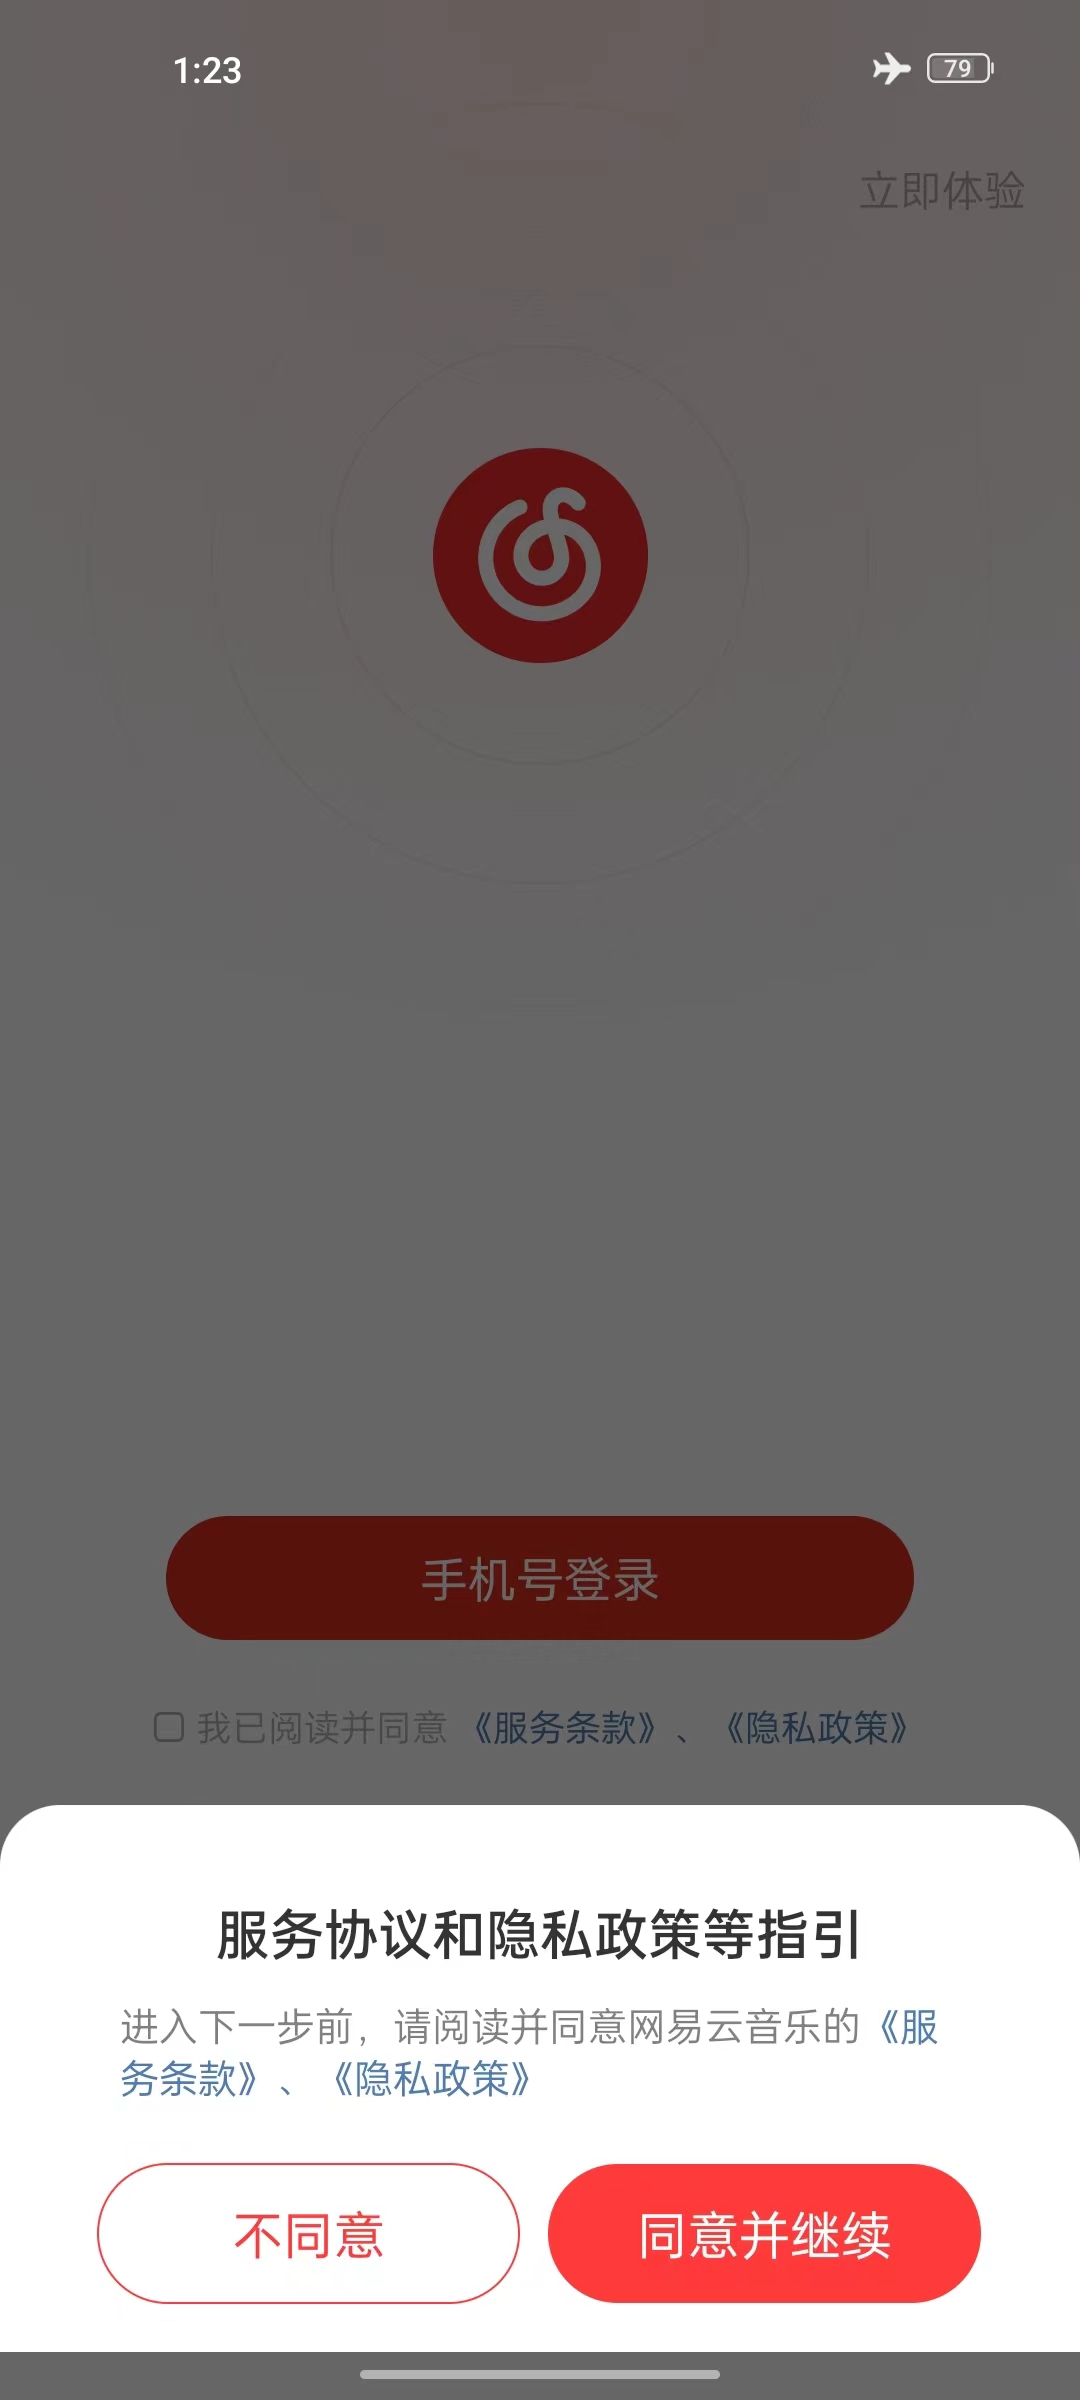 1:23
79
立即体验
手机号登录
我已阅读并同意 《服务条款》、《隐私政策》
服务协议和隐私政策等指引
进入下一步前，请阅读并同意网易云音乐的《服
务条款》、《隐私政策》
不同意
同意并继续